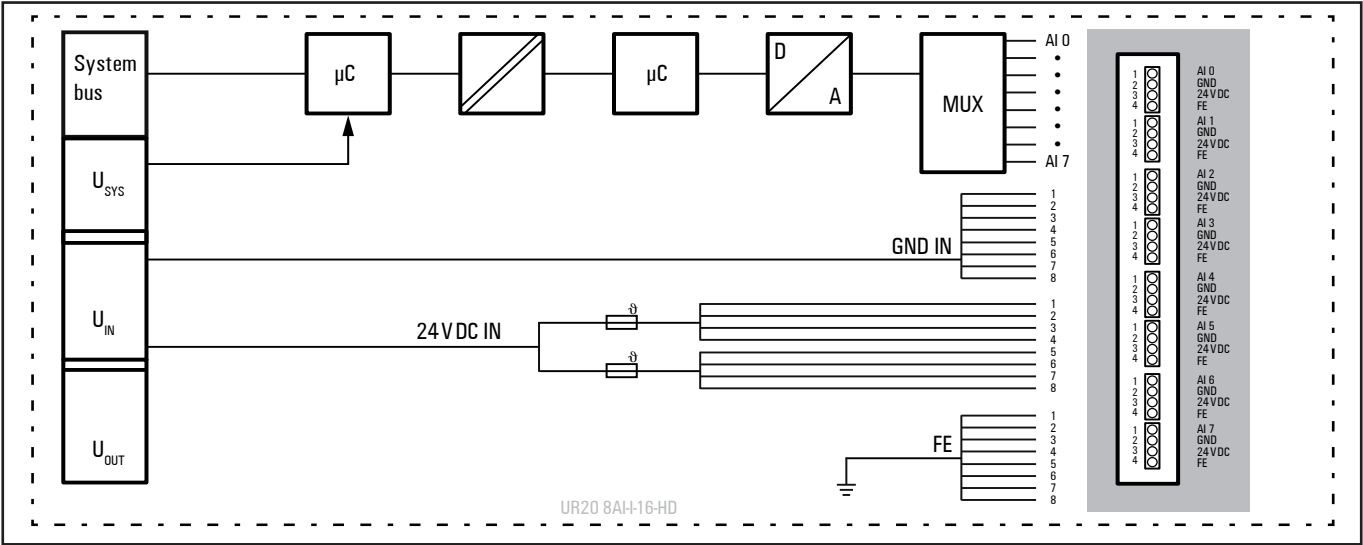 System
bus
U_SYS
U_IN
U_OUT
µC
µC
D
A
MUX
AI 0
•
•
•
•
•
•
AI 7
GND IN
1
2
3
4
5
6
7
8
24 V DC IN
ϑ
ϑ
1
2
3
4
5
6
7
8
FE
1
2
3
4
5
6
7
8
1 AI 0
2 GND
3 24 V DC
4 FE
1 AI 1
2 GND
3 24 V DC
4 FE
1 AI 2
2 GND
3 24 V DC
4 FE
1 AI 3
2 GND
3 24 V DC
4 FE
1 AI 4
2 GND
3 24 V DC
4 FE
1 AI 5
2 GND
3 24 V DC
4 FE
1 AI 6
2 GND
3 24 V DC
4 FE
1 AI 7
2 GND
3 24 V DC
4 FE
UR20 8AI-I-16-HD